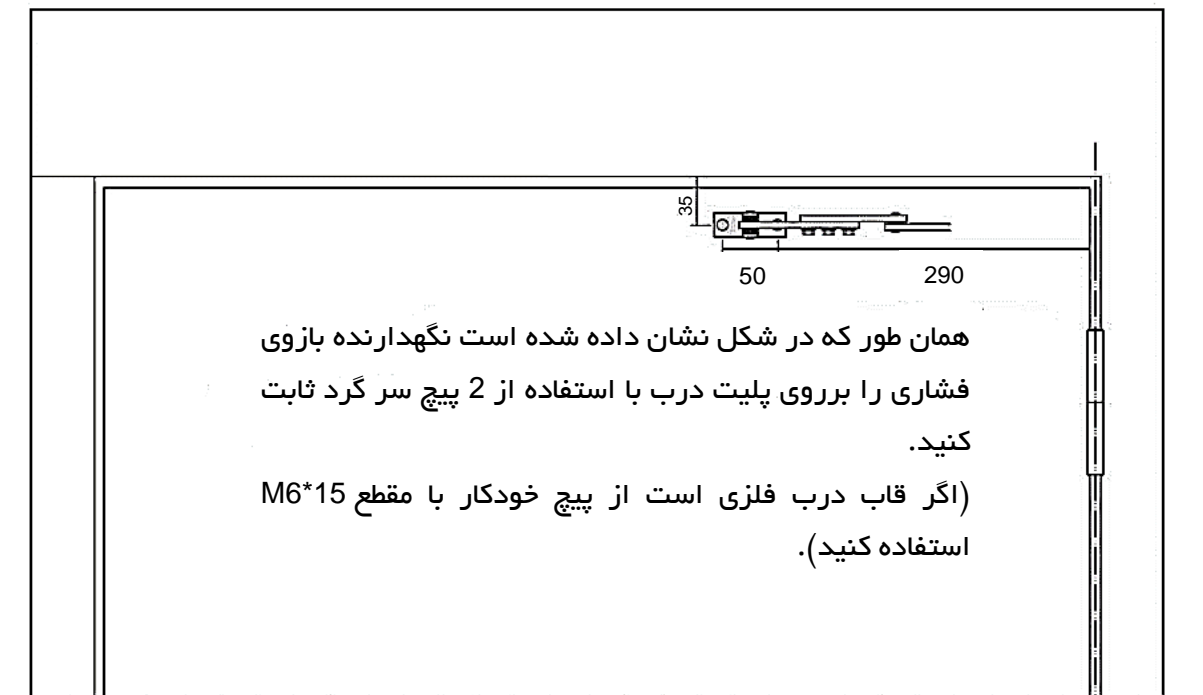 35
50
290
همان طور که در شکل نشان داده شده است نگهدارنده بازوی
فشاری را برروی پلیت درب با استفاده از 2 پیچ سر گرد ثابت
کنید.
(اگر قاب درب فلزی است از پیچ خودکار با مقطع M6*15
استفاده کنید).